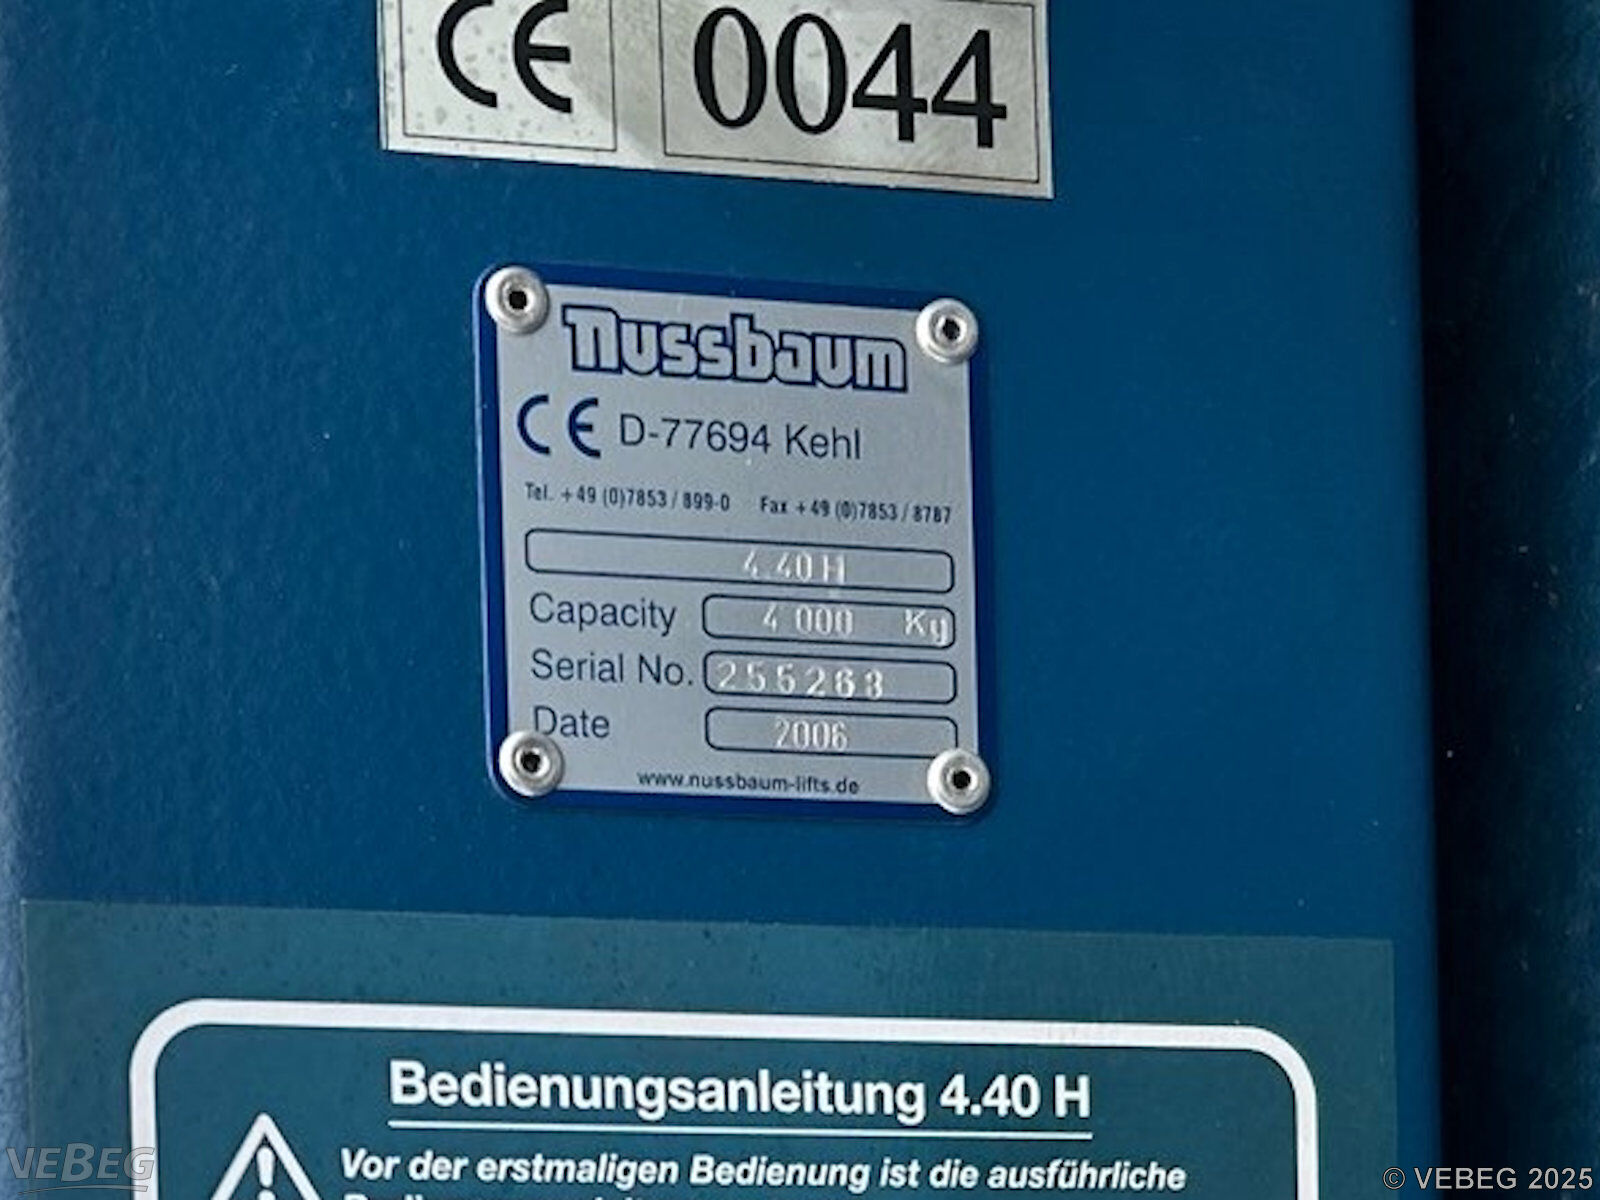 CE 0044
nussbaum
CE D-77694 Kehl
Tel. +49 (0)7853 / 899-0 Fax +49 (0)7853 / 8787
4.40 H
Capacity 4 000 Kg
Serial No. 255268
Date 2006
www.nussbaum-lifts.de
Bedienungsanleitung 4.40 H
Vor der erstmaligen Bedienung ist die ausführliche
VEBEG
© VEBEG 2025